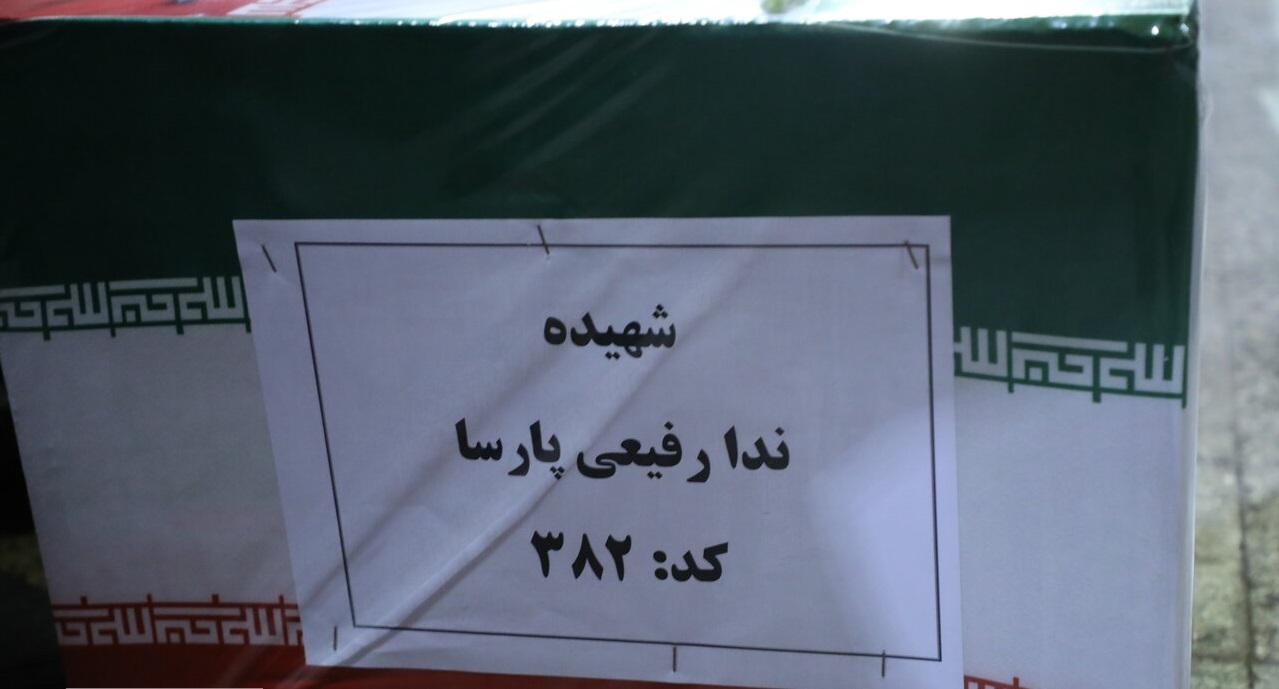 شهیده
ندا رفیعی پارسا
کد: ۳۸۲